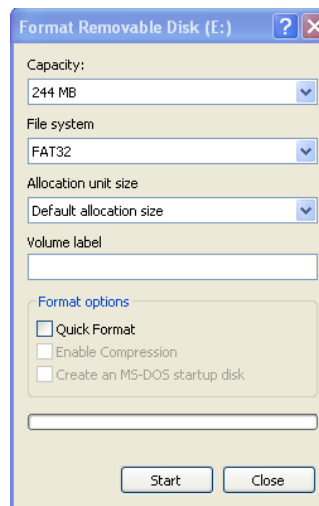 Format Removable Disk (E:)
Capacity:
244 MB
File system
FAT32
Allocation unit size
Default allocation size
Volume label
Format options
Quick Format
Enable Compression
Create an MS-DOS startup disk
Start
Close